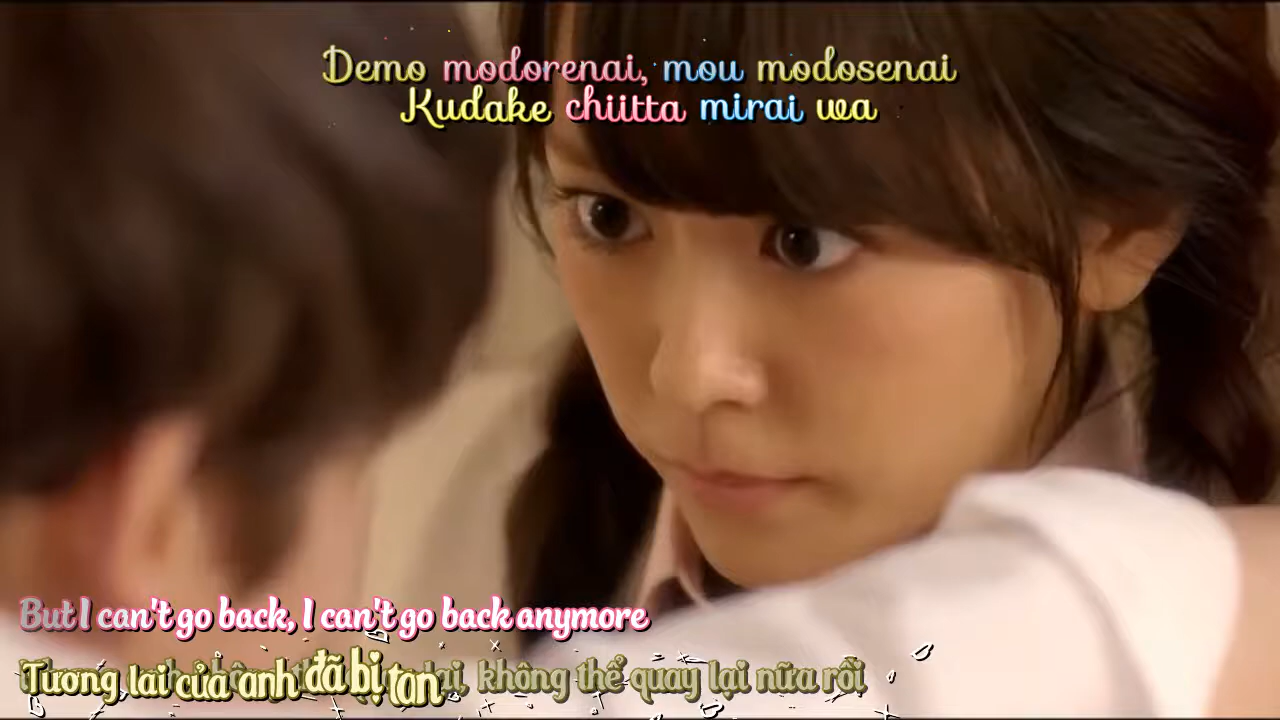 Demo modorenai, mou modosenai
Kudake chiitta mirai wa
But I can't go back, I can't go back anymore
Tương lai của anh đã bị tan
không thể quay lại nữa rồi